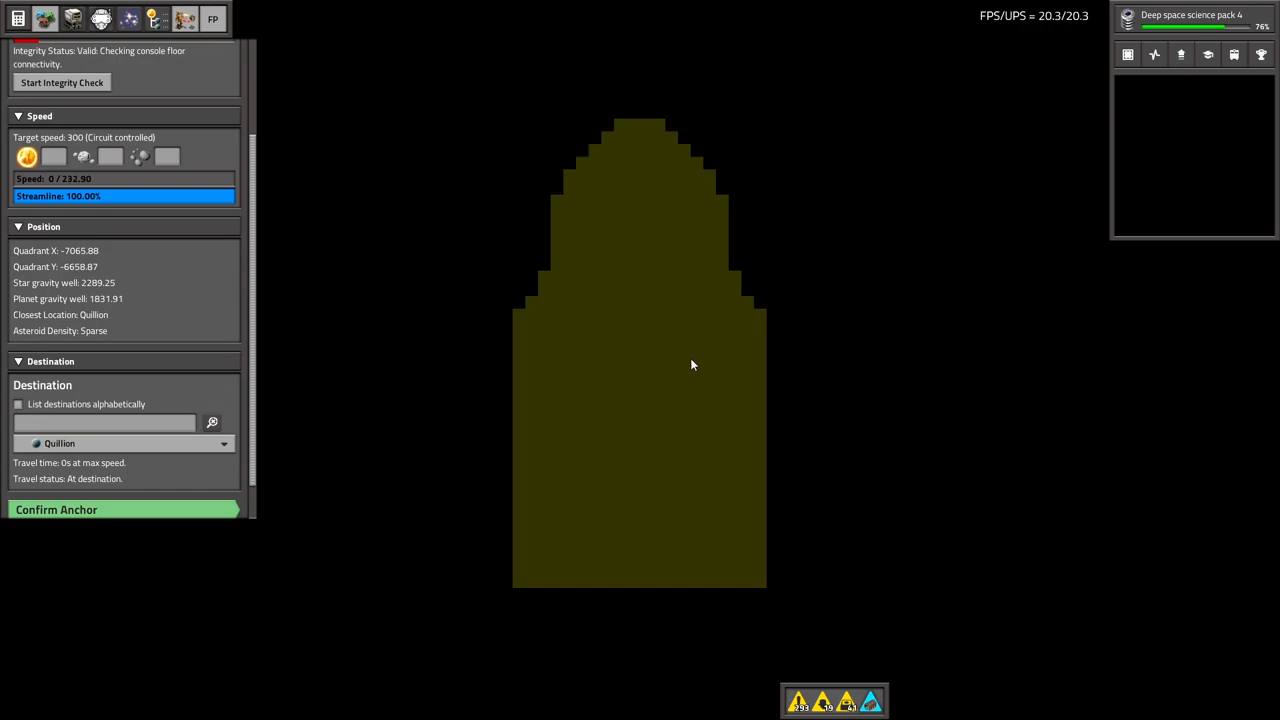 FP
FPS/UPS = 20.3/20.3
Deep space science pack 4
76%
Integrity Status: Valid: Checking console floor
connectivity.
Start Integrity Check
Speed
Target speed: 300 (Circuit controlled)
Speed: 0 / 232.90
Streamline: 100.00%
Position
Quadrant X: -7065.88
Quadrant Y: -6658.87
Star gravity well: 2289.25
Planet gravity well: 1831.91
Closest Location: Quillion
Asteroid Density: Sparse
Destination
Destination
List destinations alphabetically
Quillion
Travel time: 0s at max speed.
Travel status: At destination.
Confirm Anchor